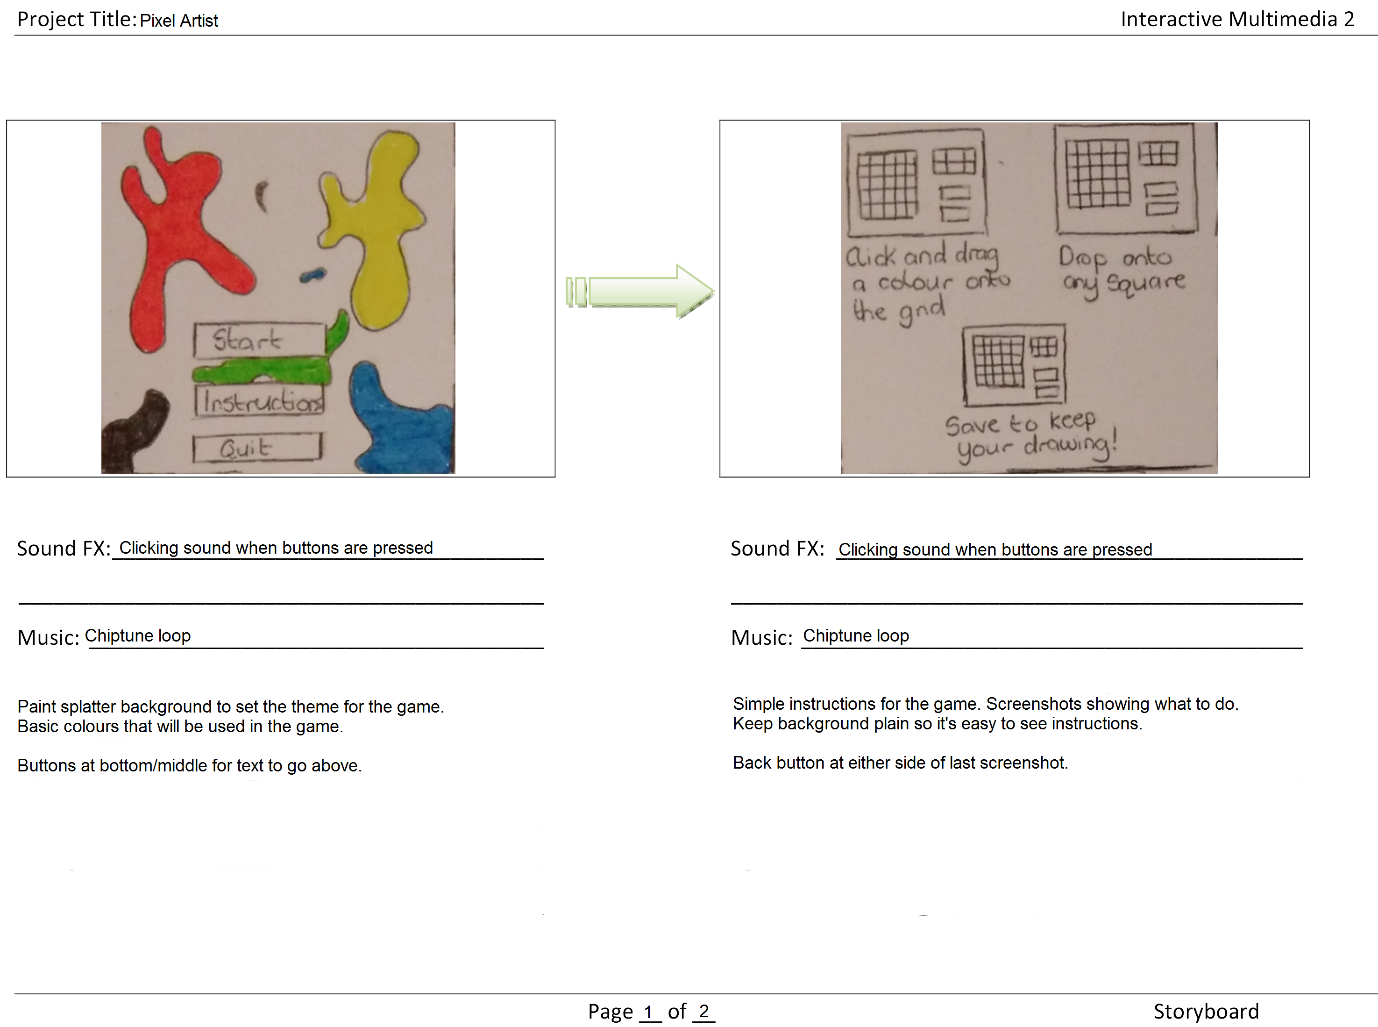 Project Title: Pixel Artist
Interactive Multimedia 2
Start
Instructions
Quit
Click and drag
a colour onto
the grid
Drop onto
any Square
Save to keep
your drawing!
Sound FX: Clicking sound when buttons are pressed
Music: Chiptune loop
Paint splatter background to set the theme for the game.
Basic colours that will be used in the game.
Buttons at bottom/middle for text to go above.
Sound FX: Clicking sound when buttons are pressed
Music: Chiptune loop
Simple instructions for the game. Screenshots showing what to do.
Keep background plain so it's easy to see instructions.
Back button at either side of last screenshot.
Page 1 of 2
Storyboard